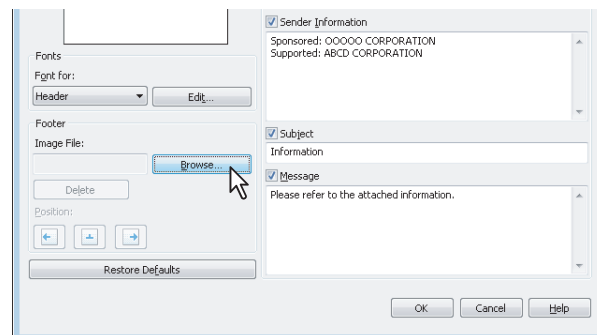 Fonts
Font for:
Header
Edit...
Footer
Image File:
Browse...
Delete
Position:
Restore Defaults
Sender Information
Sponsored: OOOOO CORPORATION
Supported: ABCD CORPORATION
Subject
Information
Message
Please refer to the attached information.
OK
Cancel
Help